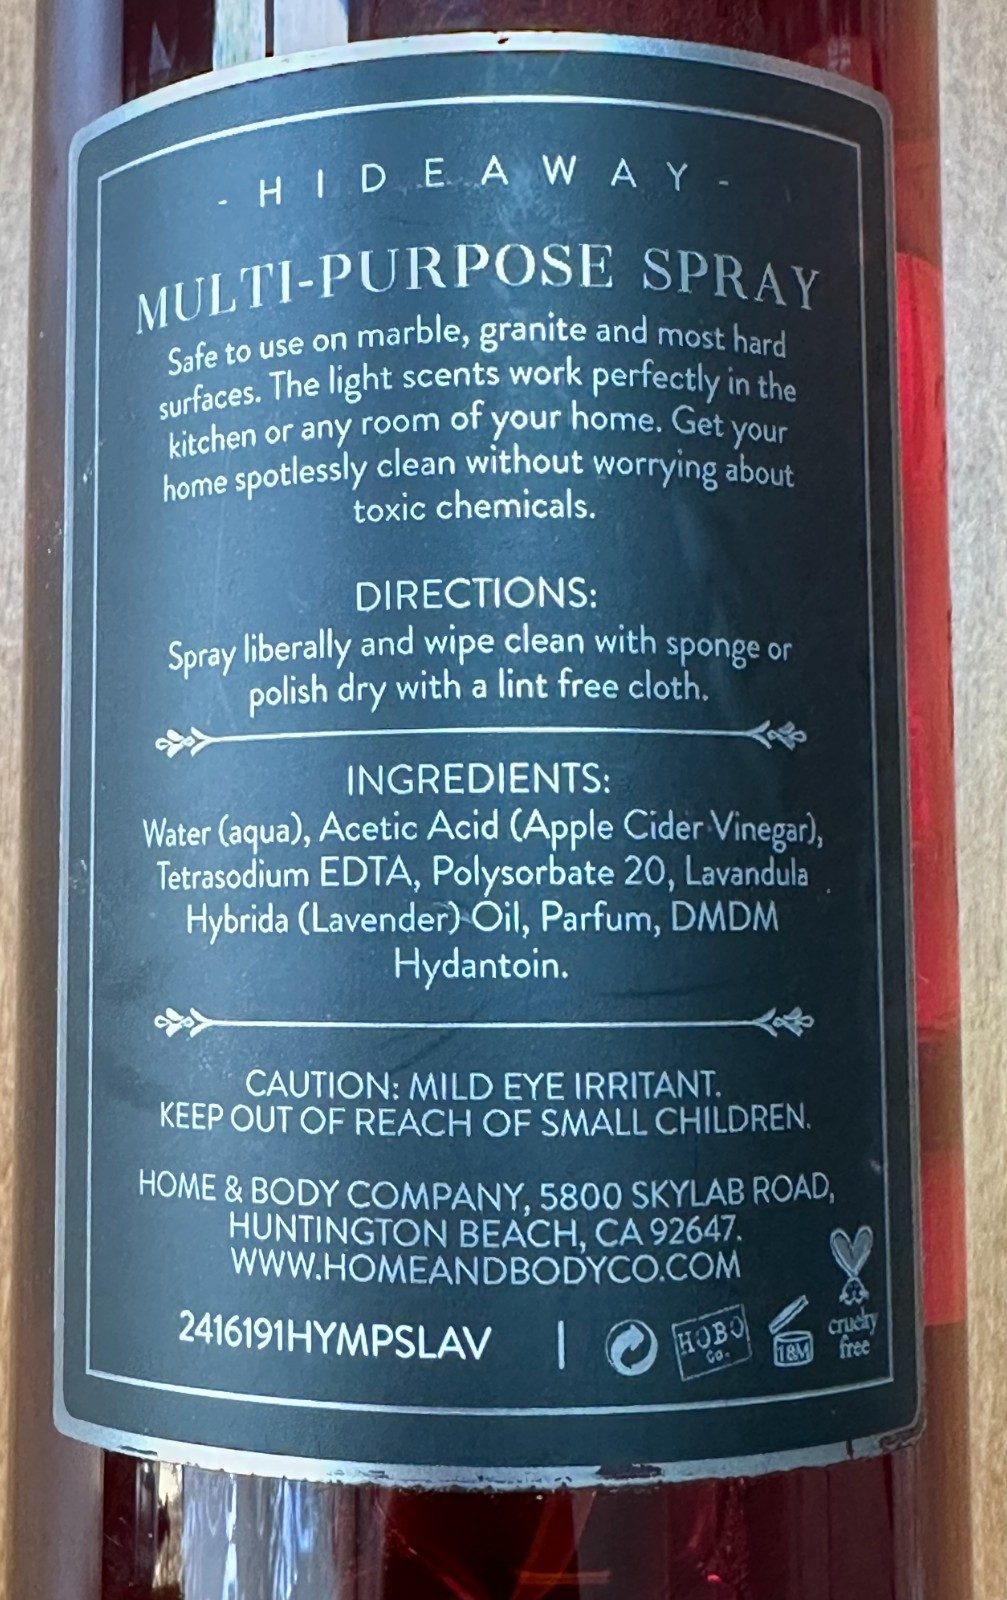 - HIDEAWAY -
MULTI-PURPOSE SPRAY
Safe to use on marble, granite and most hard
surfaces. The light scents work perfectly in the
kitchen or any room of your home. Get your
home spotlessly clean without worrying about
toxic chemicals.
DIRECTIONS:
Spray liberally and wipe clean with sponge or
polish dry with a lint free cloth.
INGREDIENTS:
Water (aqua), Acetic Acid (Apple Cider Vinegar),
Tetrasodium EDTA, Polysorbate 20, Lavandula
Hybrida (Lavender) Oil, Parfum, DMDM
Hydantoin.
CAUTION: MILD EYE IRRITANT.
KEEP OUT OF REACH OF SMALL CHILDREN.
HOME & BODY COMPANY, 5800 SKYLAB ROAD,
HUNTINGTON BEACH, CA 92647.
WWW.HOMEANDBODYCO.COM
2416191HYMPSLAV |
HOBO
CO.
18M
cruelty
free